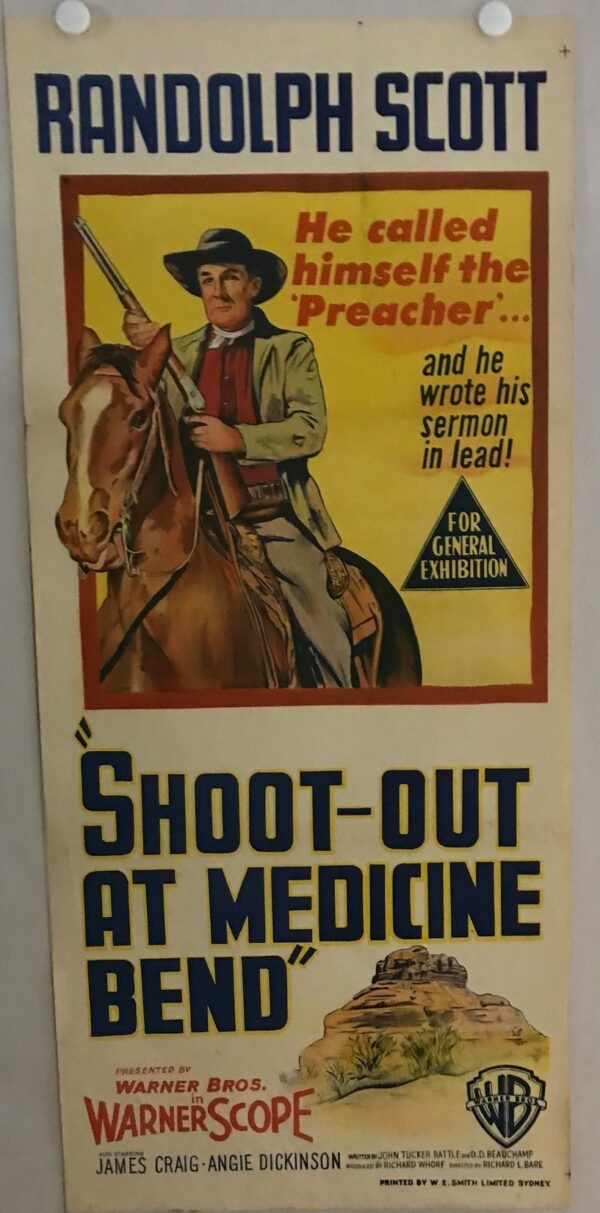 RANDOLPH SCOTT
He called
himself the
'Preacher'...
and he
wrote his
sermon
in lead!
FOR
GENERAL
EXHIBITION
"SHOOT-OUT
AT MEDICINE
BEND"
PRESENTED BY
WARNER BROS.
in
WARNERSCOPE
ALSO STARRING
JAMES CRAIG · ANGIE DICKINSON
WRITTEN BY JOHN TUCKER BATTLE and D. D. BEAUCHAMP
PRODUCED BY RICHARD WHORF DIRECTED BY RICHARD L. BARE
WB
WARNER BROS
PRINTED BY W. E. SMITH LIMITED SYDNEY.